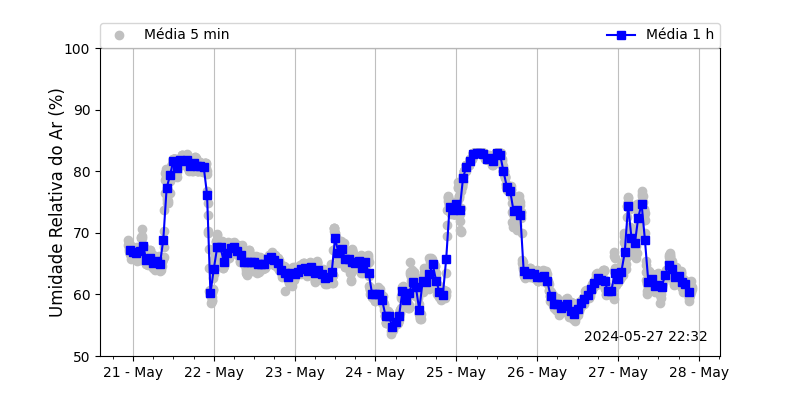 Média 5 min
Média 1 h
Umidade Relativa do Ar (%)
100
90
80
70
60
50
2024-05-27 22:32
21 - May
22 - May
23 - May
24 - May
25 - May
26 - May
27 - May
28 - May